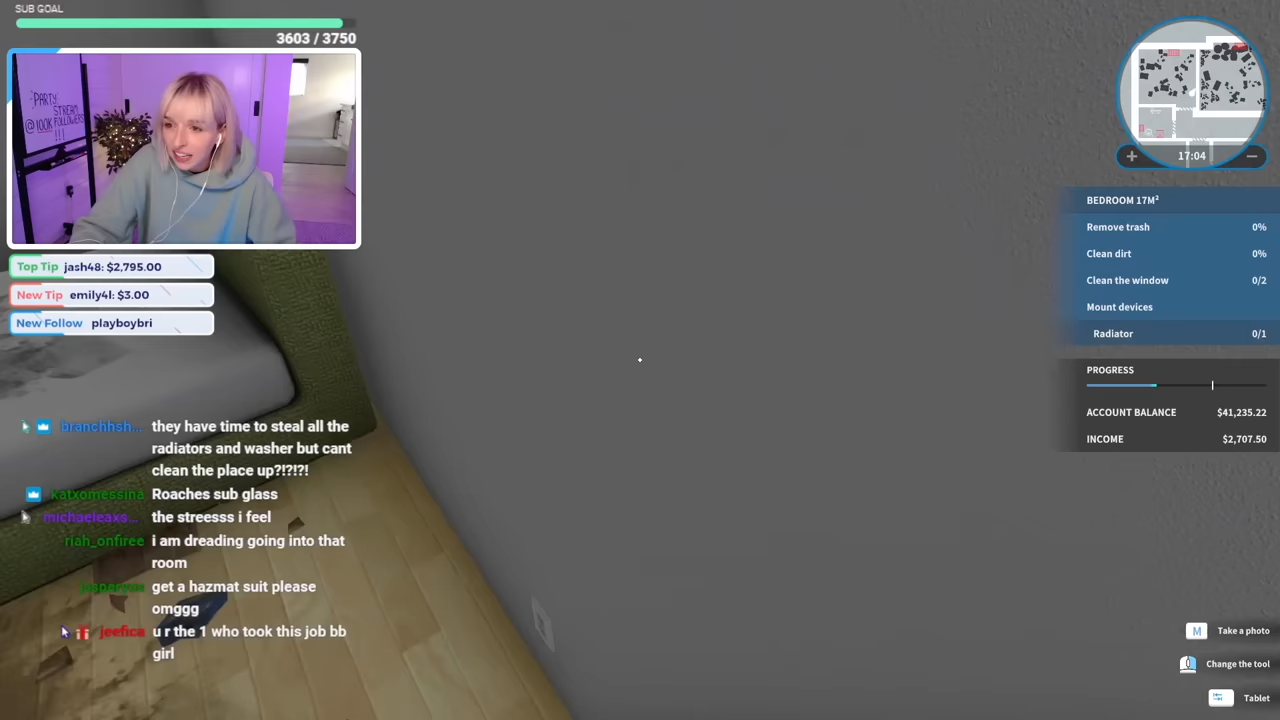 SUB GOAL
3603 / 3750
PARTY
STREAM
@100K FOLLOWERS
!!!
Top Tip jash48: $2,795.00
New Tip emily4l: $3.00
New Follow playboybri
branchhsh... they have time to steal all the
radiators and washer but cant
clean the place up?!?!?!
katxomessina Roaches sub glass
michaeleaxs... the streesss i feel
riah_onfiree i am dreading going into that
room
get a hazmat suit please
omggg
jeefica u r the 1 who took this job bb
girl
17:04
BEDROOM 17M²
Remove trash 0%
Clean dirt 0%
Clean the window 0/2
Mount devices
Radiator 0/1
PROGRESS
ACCOUNT BALANCE $41,235.22
INCOME $2,707.50
M Take a photo
Change the tool
Tablet